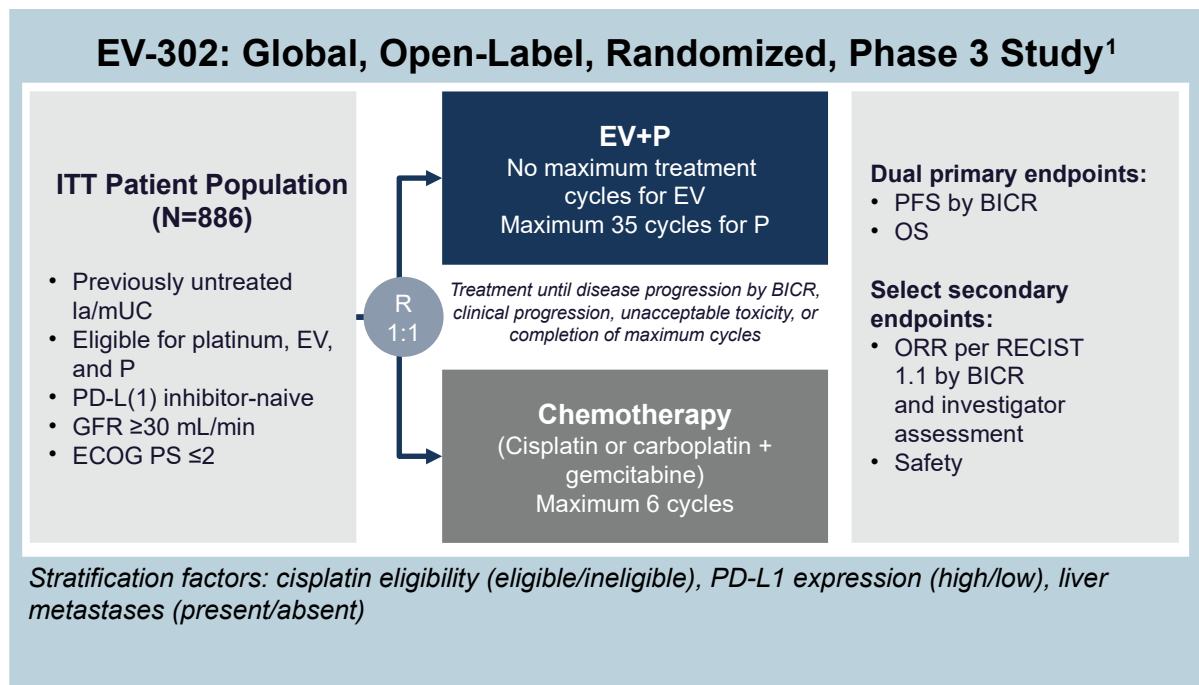 EV-302: Global, Open-Label, Randomized, Phase 3 Study¹
ITT Patient Population
(N=886)
• Previously untreated
la/mUC
• Eligible for platinum, EV,
and P
• PD-L(1) inhibitor-naive
• GFR ≥30 mL/min
• ECOG PS ≤2
R
1:1
EV+P
No maximum treatment
cycles for EV
Maximum 35 cycles for P
Treatment until disease progression by BICR,
clinical progression, unacceptable toxicity, or
completion of maximum cycles
Chemotherapy
(Cisplatin or carboplatin +
gemcitabine)
Maximum 6 cycles
Dual primary endpoints:
• PFS by BICR
• OS
Select secondary
endpoints:
• ORR per RECIST
1.1 by BICR
and investigator
assessment
• Safety
Stratification factors: cisplatin eligibility (eligible/ineligible), PD-L1 expression (high/low), liver
metastases (present/absent)